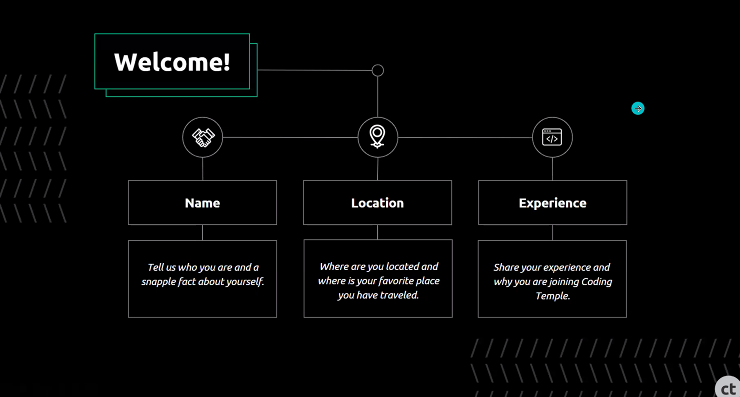 Welcome!
Name
Location
Experience
Tell us who you are and a
snapple fact about yourself.
Where are you located and
where is your favorite place
you have traveled.
Share your experience and
why you are joining Coding
Temple.
ct